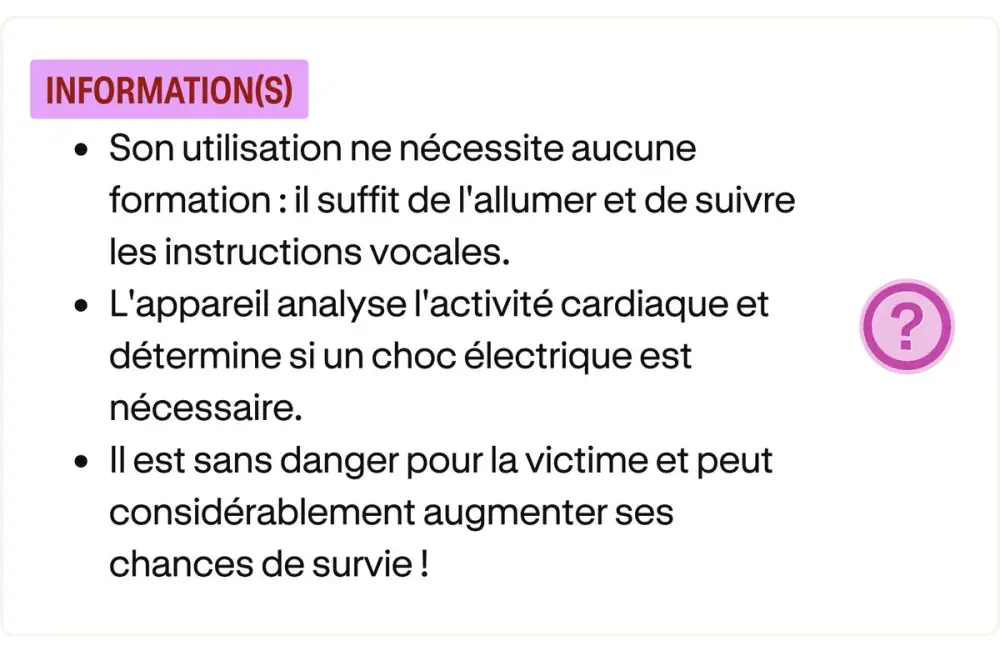 INFORMATION(S)
• Son utilisation ne nécessite aucune
formation : il suffit de l'allumer et de suivre
les instructions vocales.
• L'appareil analyse l'activité cardiaque et
détermine si un choc électrique est
nécessaire.
• Il est sans danger pour la victime et peut
considérablement augmenter ses
chances de survie !
?